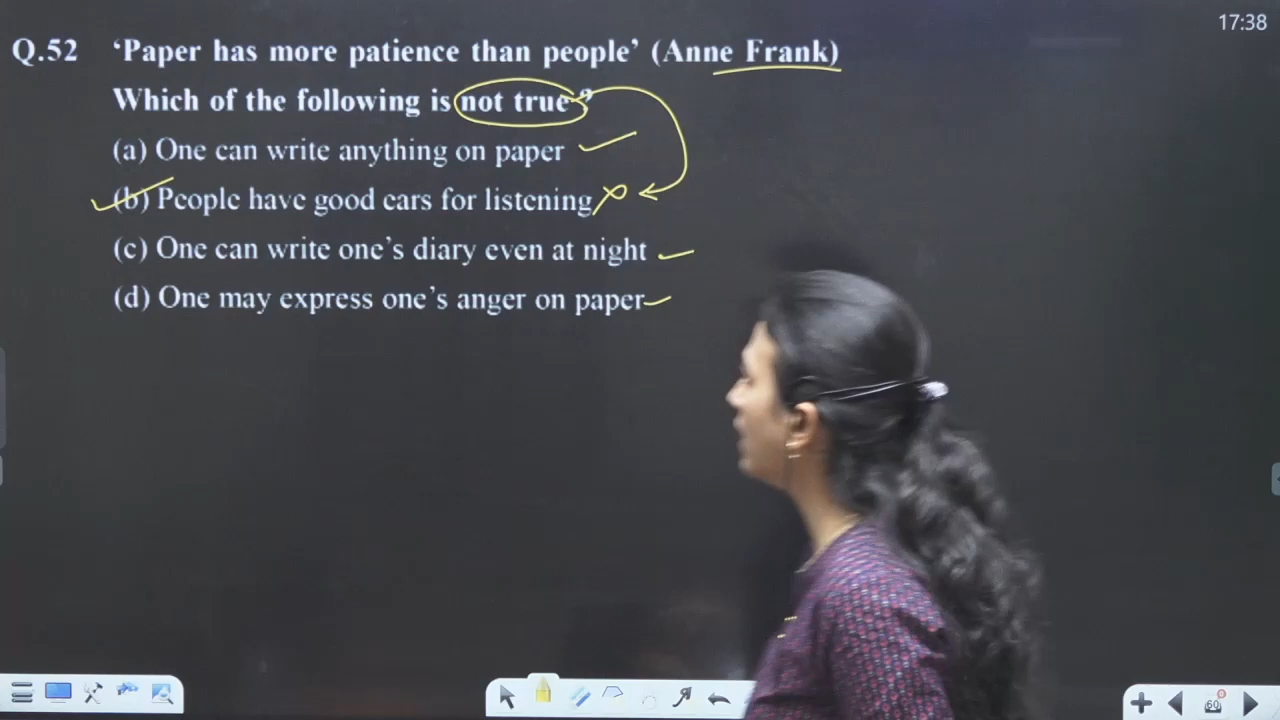 17:38
Q.52 ‘Paper has more patience than people’ (Anne Frank)
Which of the following is not true ?
(a) One can write anything on paper
(b) People have good ears for listening
(c) One can write one’s diary even at night
(d) One may express one’s anger on paper
60